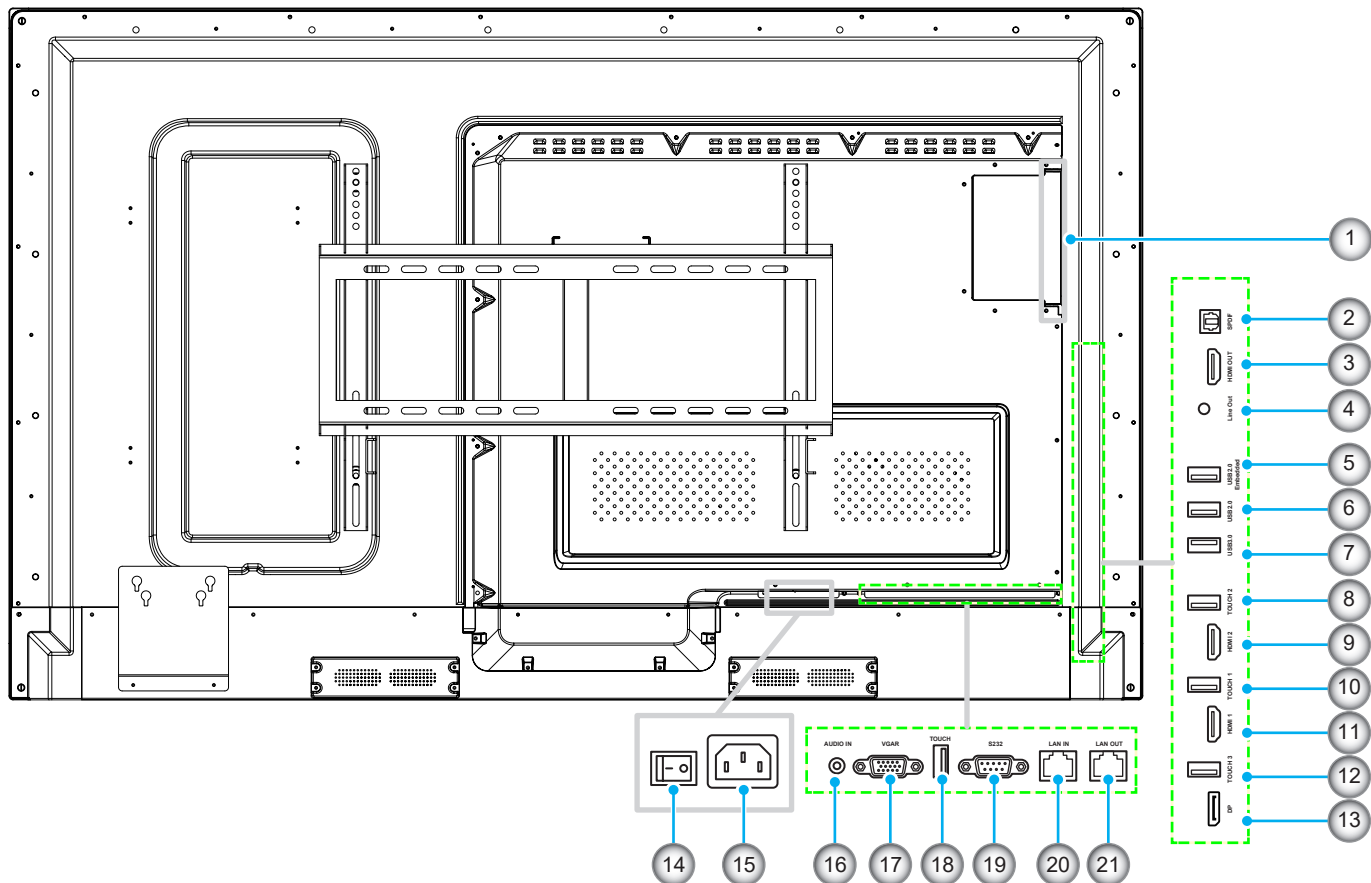 1
SPDIF
2
HDMI OUT
3
Line Out
4
USB 2.0
Embedded
5
USB 2.0
6
USB3.0
7
TOUCH 2
8
HDMI 2
9
TOUCH 1
10
HDMI 1
11
TOUCH 3
12
DP
13
AUDIO IN
VGAR
TOUCH
S232
LAN IN
LAN OUT
14
15
16
17
18
19
20
21